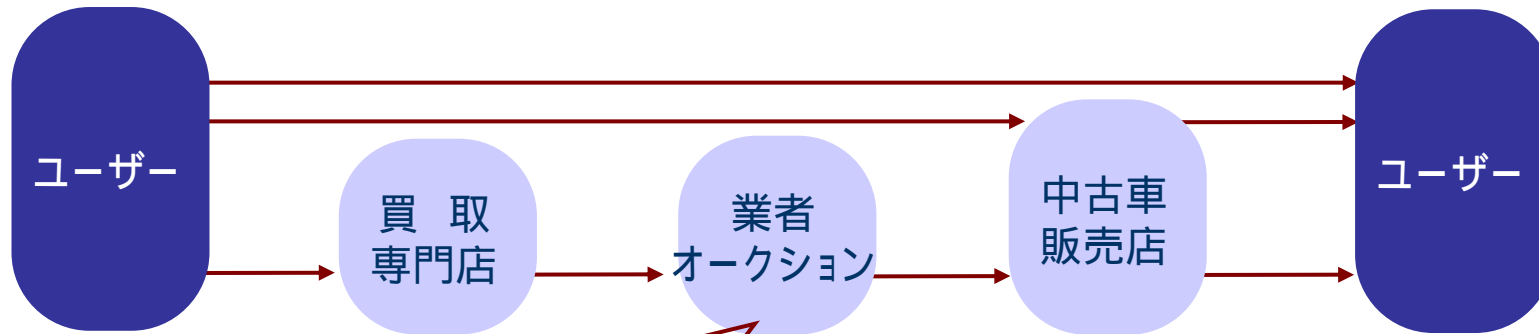 ユーザー
買 取
専門店
業者
オークション
中古車
販売店
ユーザー